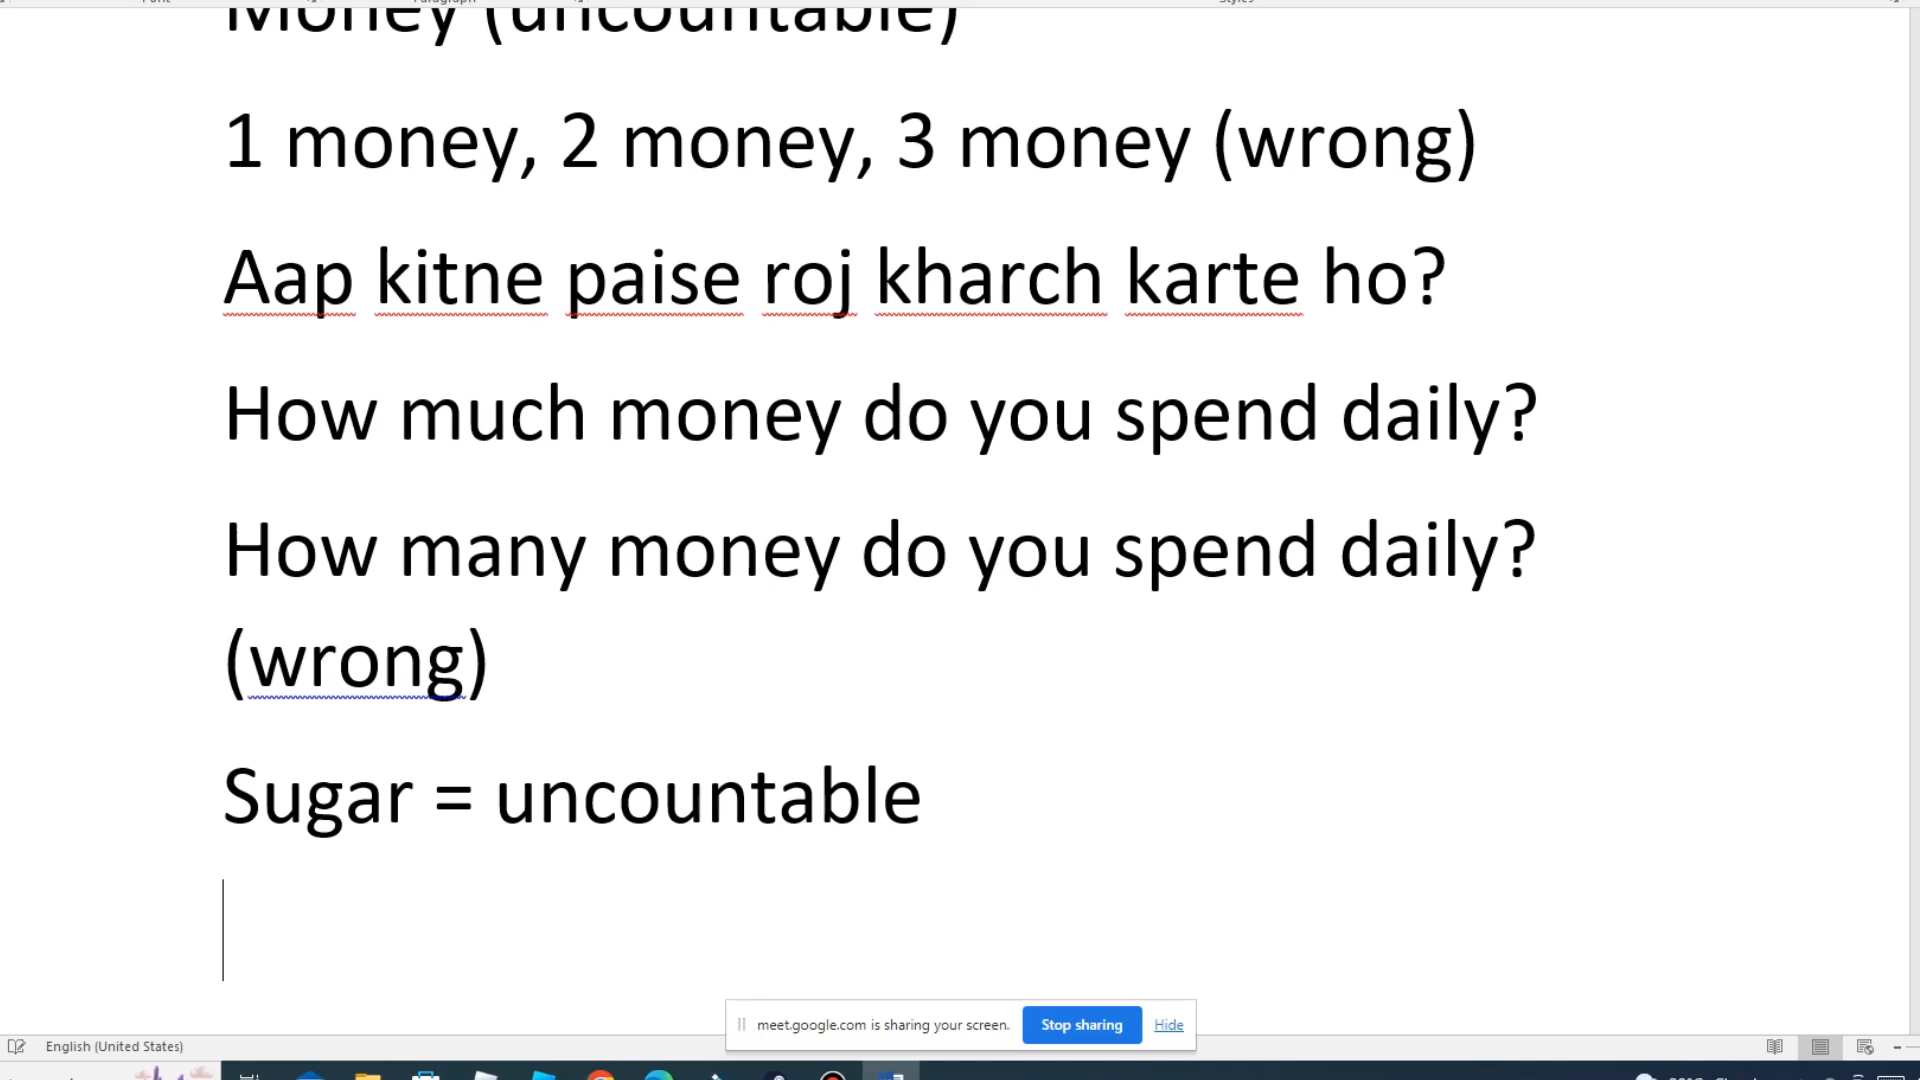 Money (uncountable)
1 money, 2 money, 3 money (wrong)
Aap kitne paise roj kharch karte ho?
How much money do you spend daily?
How many money do you spend daily?
(wrong)
Sugar = uncountable
meet.google.com is sharing your screen. Stop sharing Hide
English (United States)